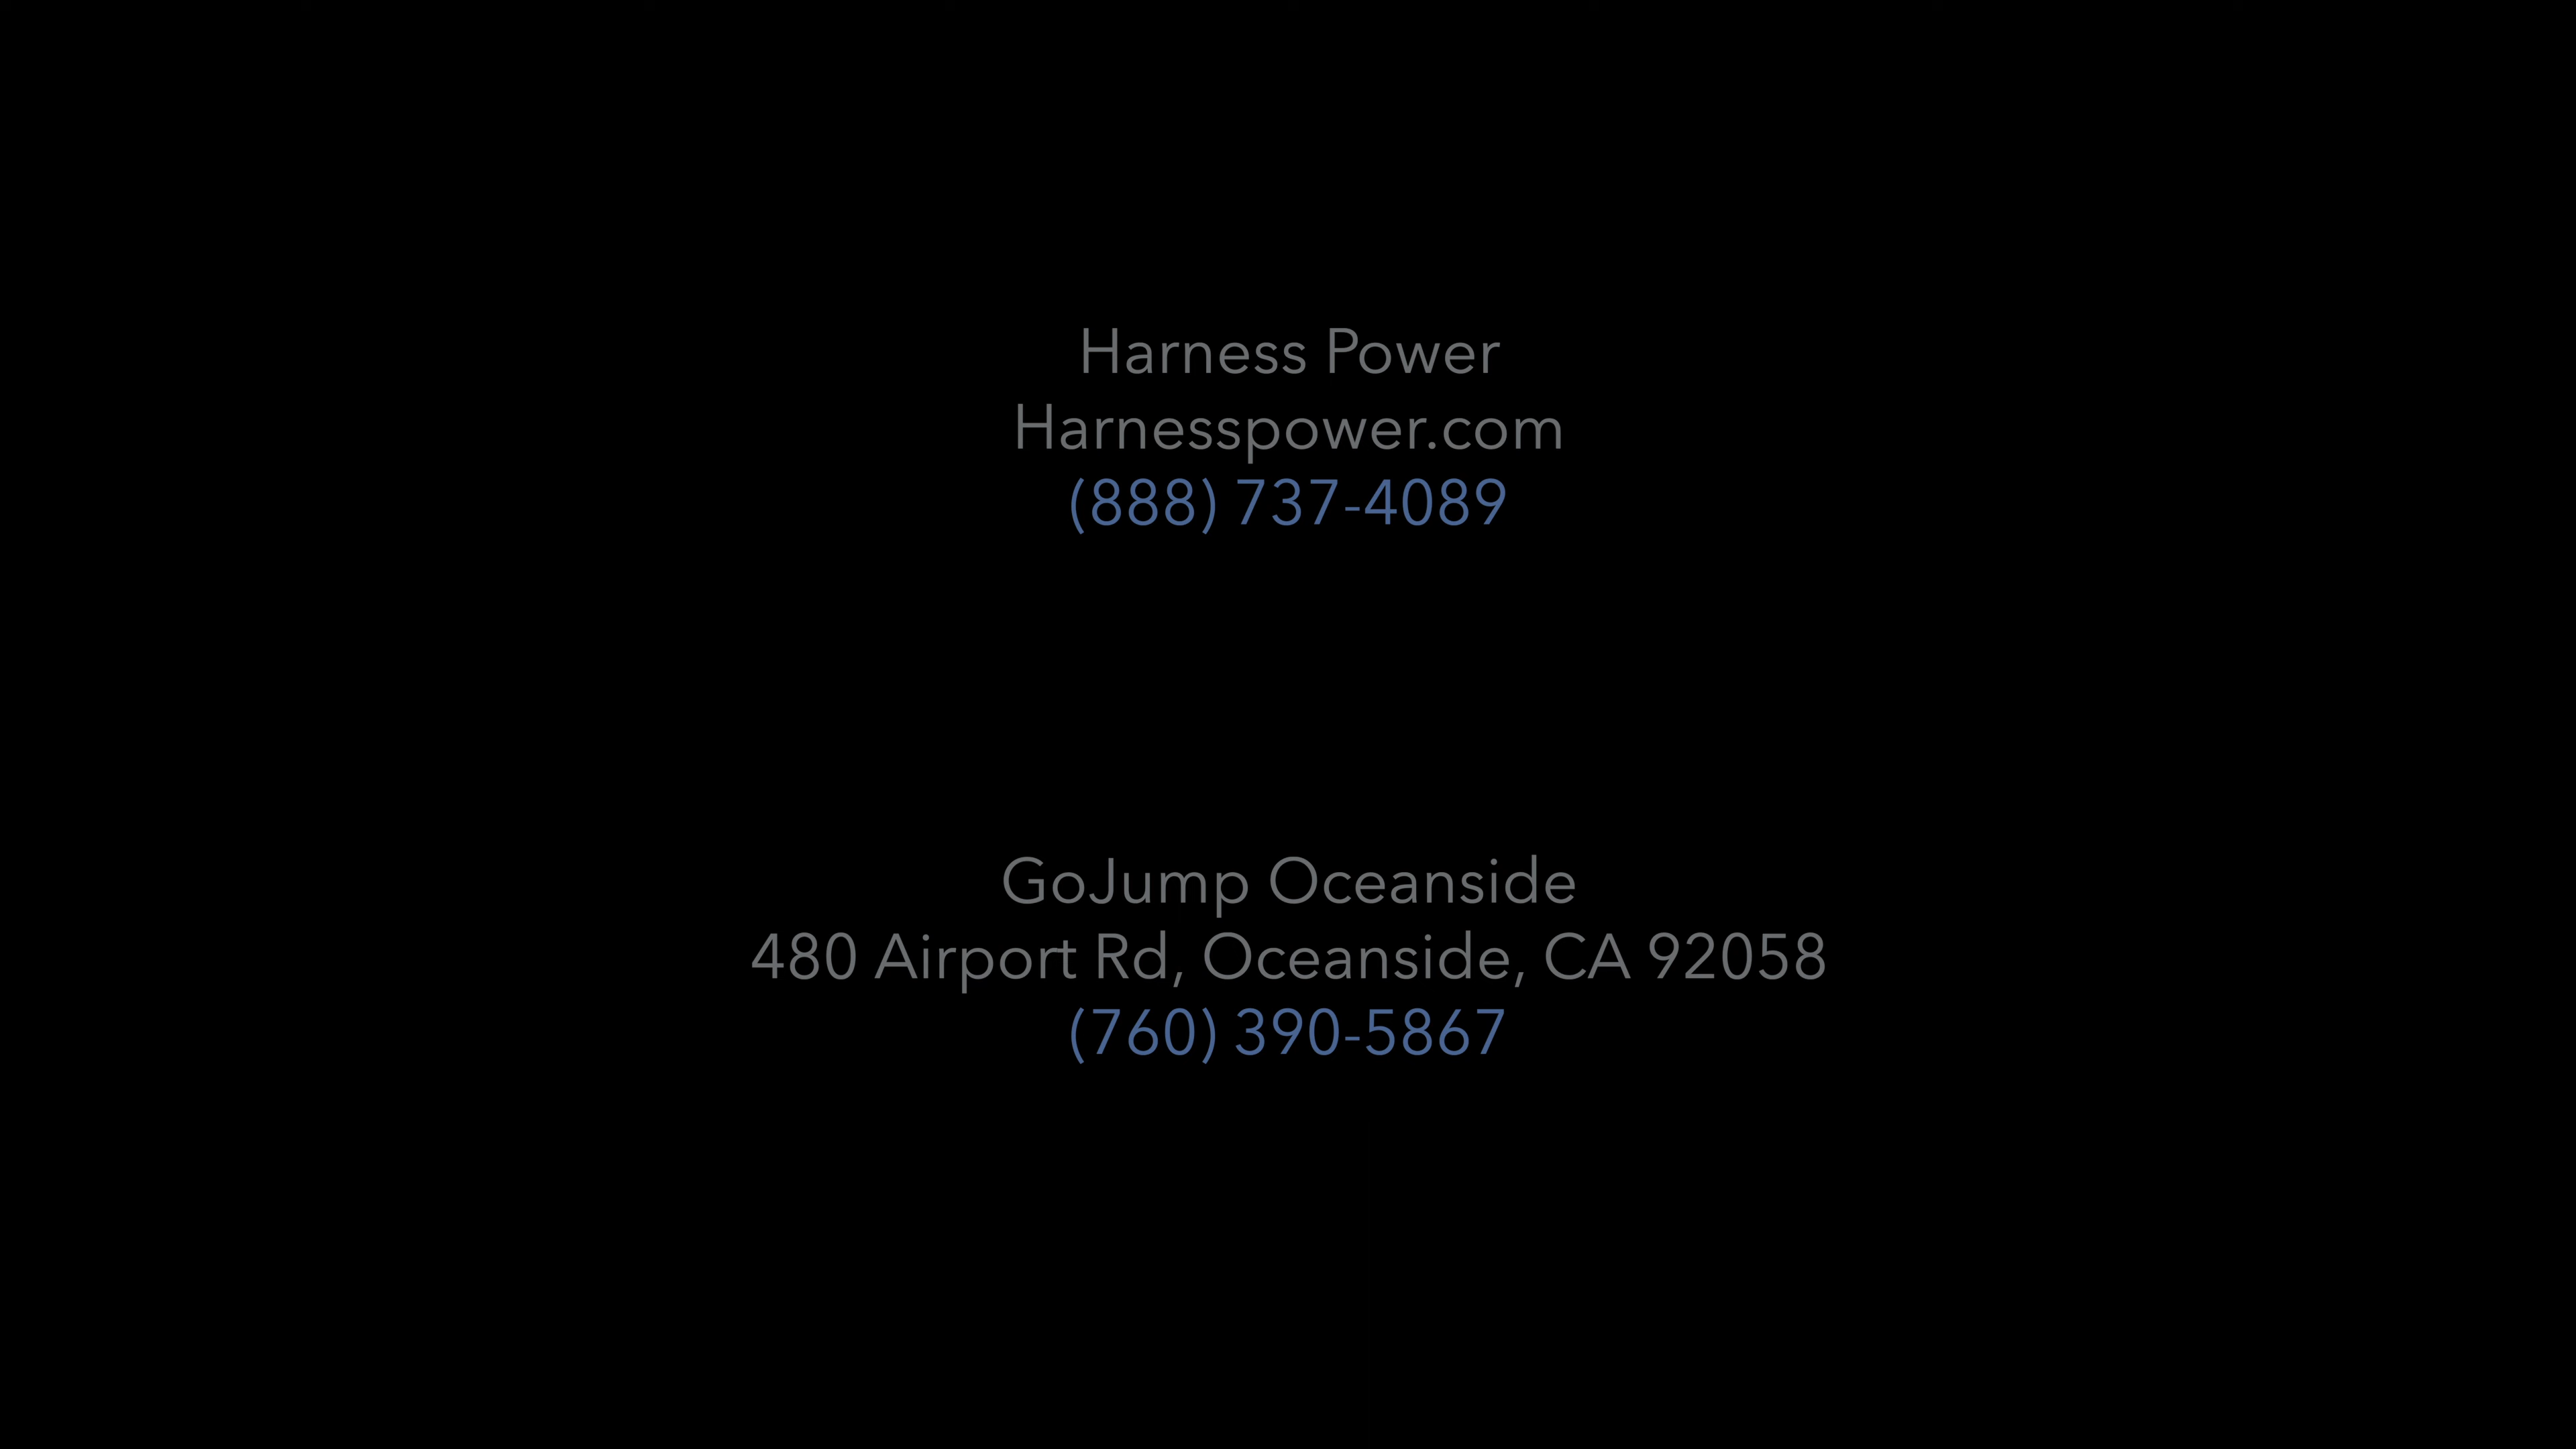 Harness Power
Harnesspower.com
(888) 737-4089
GoJump Oceanside
480 Airport Rd, Oceanside, CA 92058
(760) 390-5867